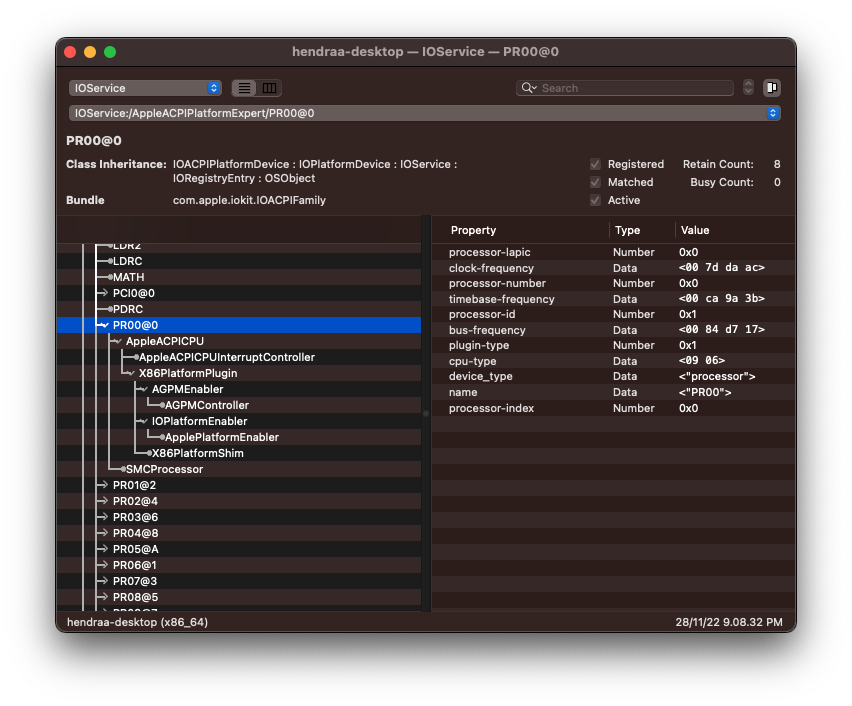 hendraa-desktop — IOService — PR00@0
IOService
Search
IOService:/AppleACPIPlatformExpert/PR00@0
PR00@0
Class Inheritance: IOACPIPlatformDevice : IOPlatformDevice : IOService :
IORegistryEntry : OSObject
Bundle com.apple.iokit.IOACPIFamily
Registered Retain Count: 8
Matched Busy Count: 0
Active
LDR2
LDRC
MATH
PCI0@0
PDRC
PR00@0
AppleACPICPU
AppleACPICPUInterruptController
X86PlatformPlugin
AGPMEnabler
AGPMController
IOPlatformEnabler
ApplePlatformEnabler
X86PlatformShim
SMCProcessor
PR01@2
PR02@4
PR03@6
PR04@8
PR05@A
PR06@1
PR07@3
PR08@5
Property Type Value
processor-lapic Number 0x0
clock-frequency Data <00 7d da ac>
processor-number Number 0x0
timebase-frequency Data <00 ca 9a 3b>
processor-id Number 0x1
bus-frequency Data <00 84 d7 17>
plugin-type Number 0x1
cpu-type Data <09 06>
device_type Data <"processor">
name Data <"PR00">
processor-index Number 0x0
hendraa-desktop (x86_64)
28/11/22 9.08.32 PM